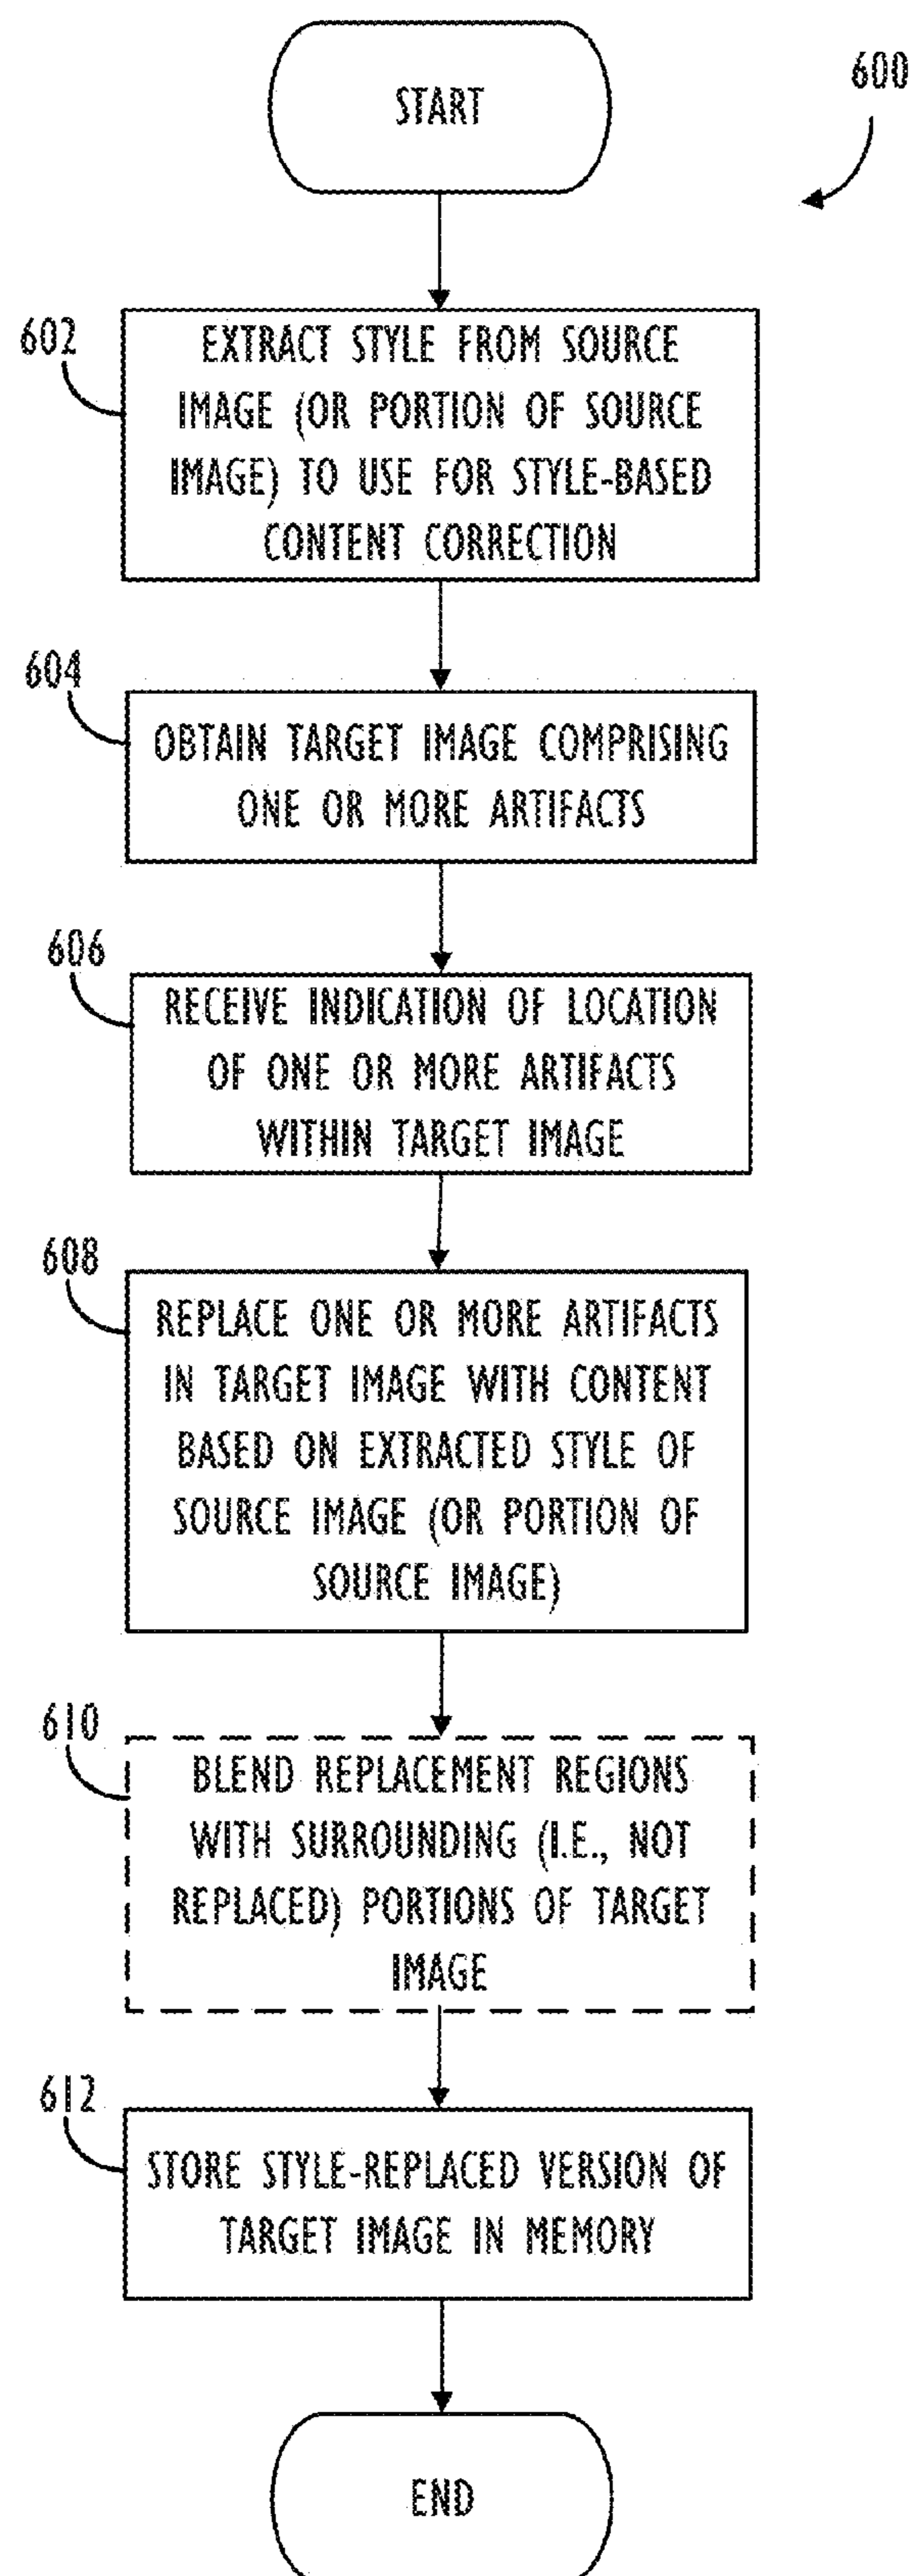 START
600
602
EXTRACT STYLE FROM SOURCE
IMAGE (OR PORTION OF SOURCE
IMAGE) TO USE FOR STYLE-BASED
CONTENT CORRECTION
604
OBTAIN TARGET IMAGE COMPRISING
ONE OR MORE ARTIFACTS
606
RECEIVE INDICATION OF LOCATION
OF ONE OR MORE ARTIFACTS
WITHIN TARGET IMAGE
608
REPLACE ONE OR MORE ARTIFACTS
IN TARGET IMAGE WITH CONTENT
BASED ON EXTRACTED STYLE OF
SOURCE IMAGE (OR PORTION OF
SOURCE IMAGE)
610
BLEND REPLACEMENT REGIONS
WITH SURROUNDING (I.E., NOT
REPLACED) PORTIONS OF TARGET
IMAGE
612
STORE STYLE-REPLACED VERSION OF
TARGET IMAGE IN MEMORY
END